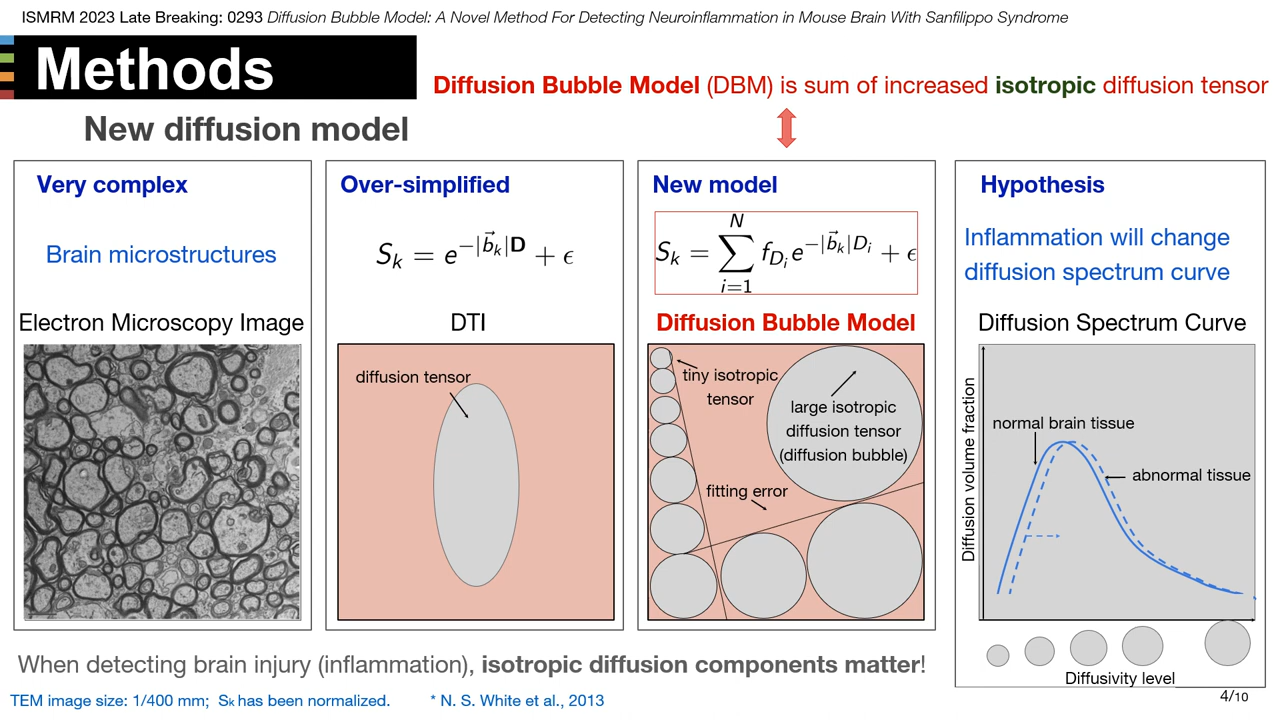 ISMRM 2023 Late Breaking: 0293 Diffusion Bubble Model: A Novel Method For Detecting Neuroinflammation in Mouse Brain With Sanfilippo Syndrome
Methods
Diffusion Bubble Model (DBM) is sum of increased isotropic diffusion tensor
New diffusion model
Very complex
Brain microstructures
Electron Microscopy Image
Over-simplified
$S_k = e^{-|\vec{b}_k|\mathbf{D}} + \epsilon$
DTI
diffusion tensor
New model
$S_k = \sum_{i=1}^{N} f_{D_i} e^{-|\vec{b}_k|D_i} + \epsilon$
Diffusion Bubble Model
tiny isotropic
tensor
large isotropic
diffusion tensor
(diffusion bubble)
fitting error
Hypothesis
Inflammation will change
diffusion spectrum curve
Diffusion Spectrum Curve
Diffusion volume fraction
normal brain tissue
abnormal tissue
Diffusivity level
When detecting brain injury (inflammation), isotropic diffusion components matter!
TEM image size: 1/400 mm; Sk has been normalized. * N. S. White et al., 2013
4/10